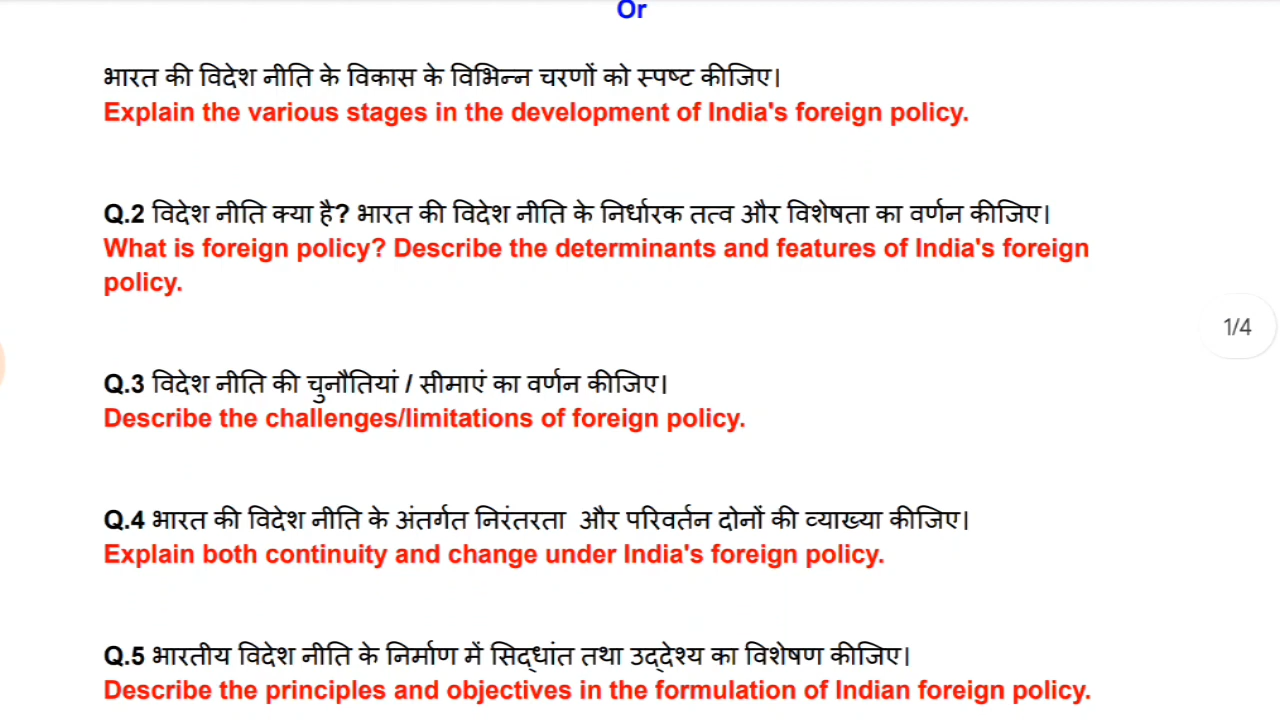 Or
भारत की विदेश नीति के विकास के विभिन्न चरणों को स्पष्ट कीजिए।
Explain the various stages in the development of India's foreign policy.
Q.2 विदेश नीति क्या है? भारत की विदेश नीति के निर्धारक तत्व और विशेषता का वर्णन कीजिए।
What is foreign policy? Describe the determinants and features of India's foreign
policy.
1/4
Q.3 विदेश नीति की चुनौतियां / सीमाएं का वर्णन कीजिए।
Describe the challenges/limitations of foreign policy.
Q.4 भारत की विदेश नीति के अंतर्गत निरंतरता और परिवर्तन दोनों की व्याख्या कीजिए।
Explain both continuity and change under India's foreign policy.
Q.5 भारतीय विदेश नीति के निर्माण में सिद्धांत तथा उद्देश्य का विशेषण कीजिए।
Describe the principles and objectives in the formulation of Indian foreign policy.